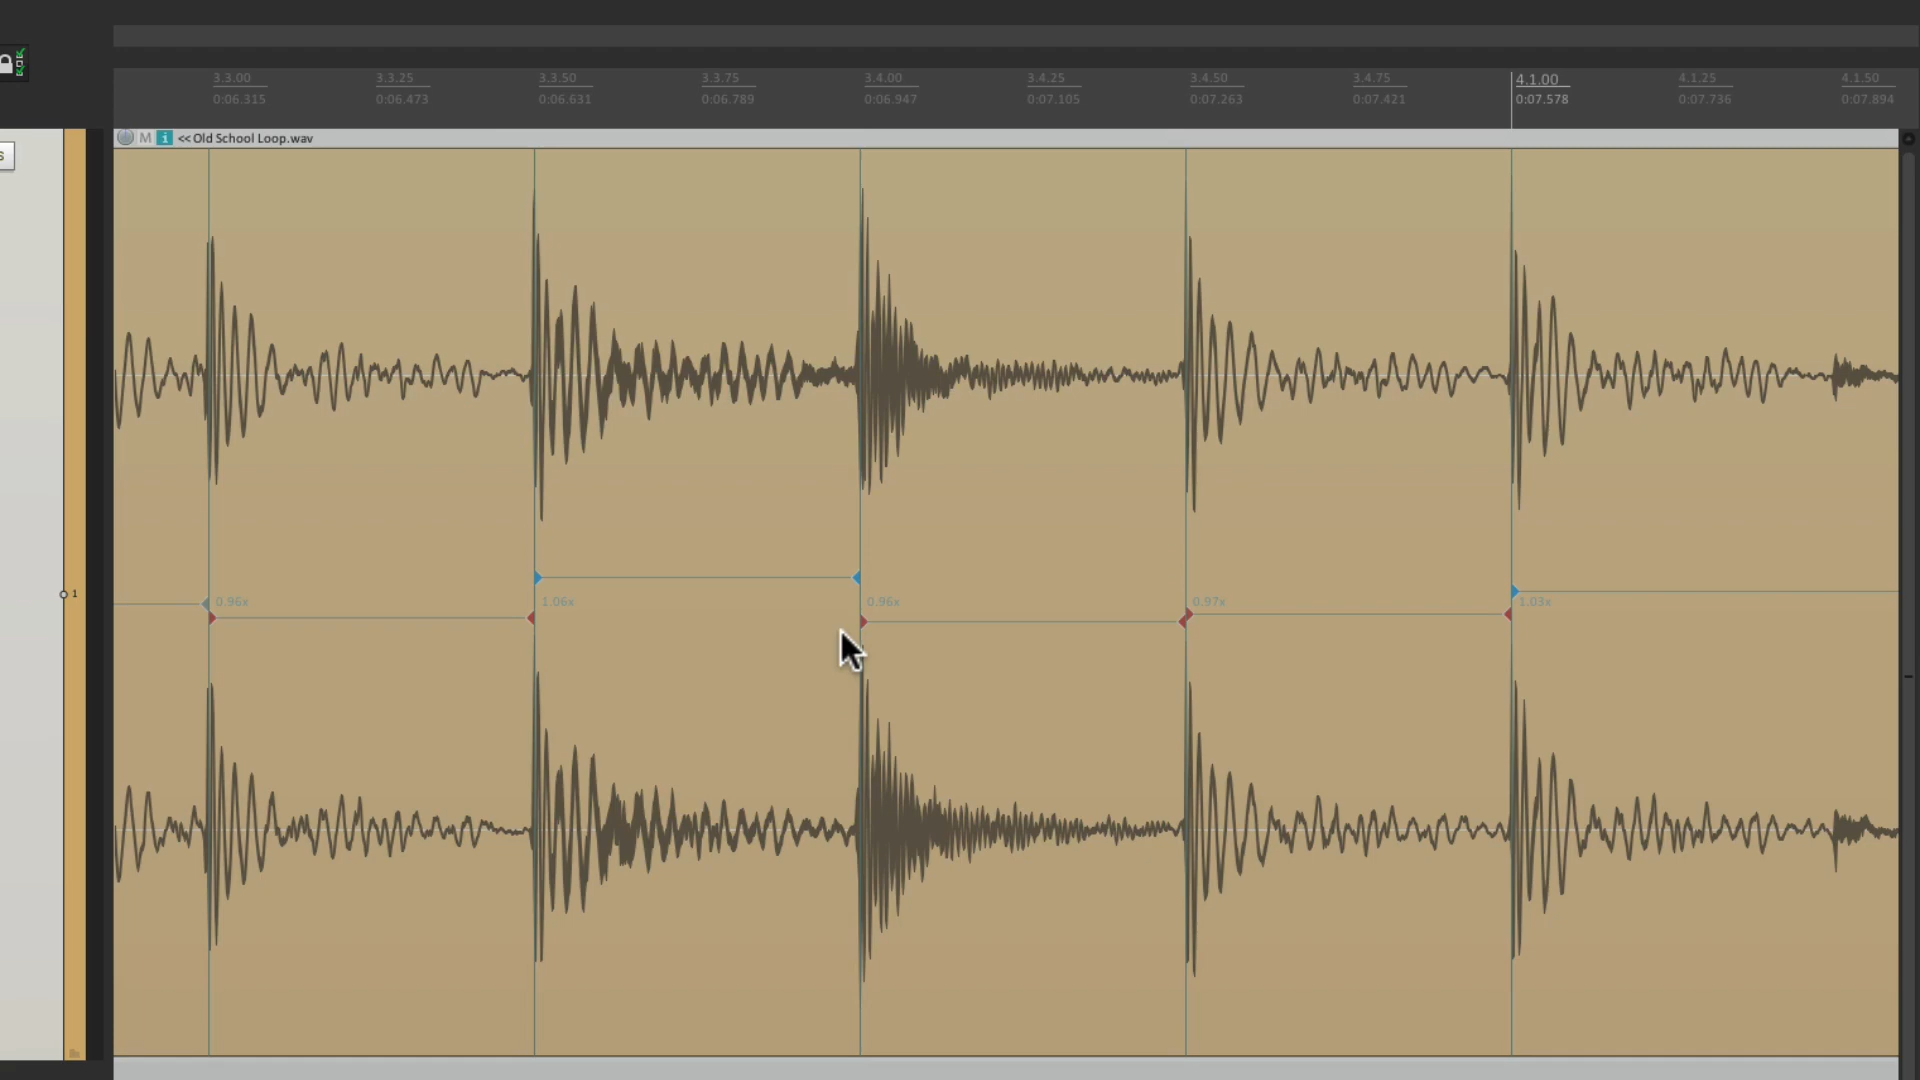 3.3.00 3.3.25 3.3.50 3.3.75 3.4.00 3.4.25 3.4.50 3.4.75 4.1.00 4.1.25 4.1.50
0:06.315 0:06.473 0:06.631 0:06.789 0:06.947 0:07.105 0:07.263 0:07.421 0:07.578 0:07.736 0:07.894
M i << Old School Loop.wav
s
1
0.96x 1.06x 0.96x 0.97x 1.03x